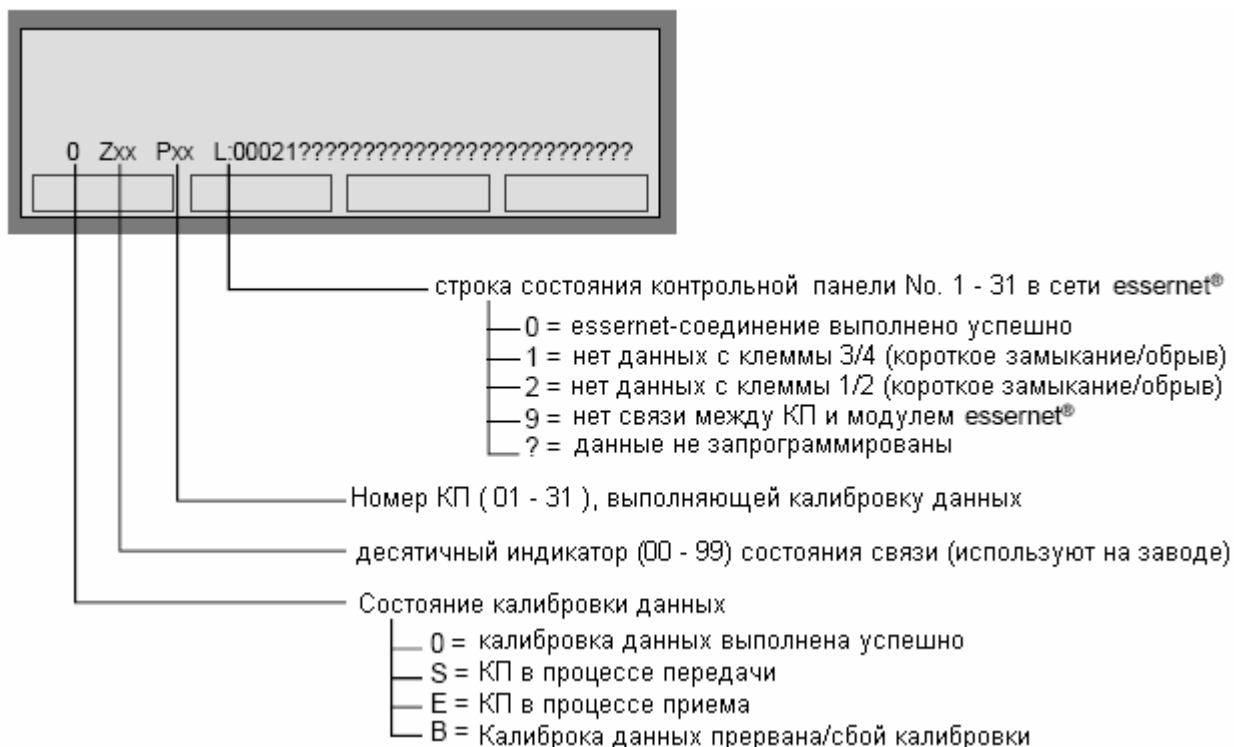 0 Zxx Pxx L:00021??????????????????????????
строка состояния контрольной панели No. 1 - 31 в сети essernet®
0 = essernet-соединение выполнено успешно
1 = нет данных с клеммы 3/4 (короткое замыкание/обрыв)
2 = нет данных с клеммы 1/2 (короткое замыкание/обрыв)
9 = нет связи между КП и модулем essernet®
? = данные не запрограммированы
Номер КП ( 01 - 31 ), выполняющей калибровку данных
десятичный индикатор (00 - 99) состояния связи (используют на заводе)
Состояние калибровки данных
0 = калибровка данных выполнена успешно
S = КП в процессе передачи
E = КП в процессе приема
B = Калиброка данных прервана/сбой калибровки